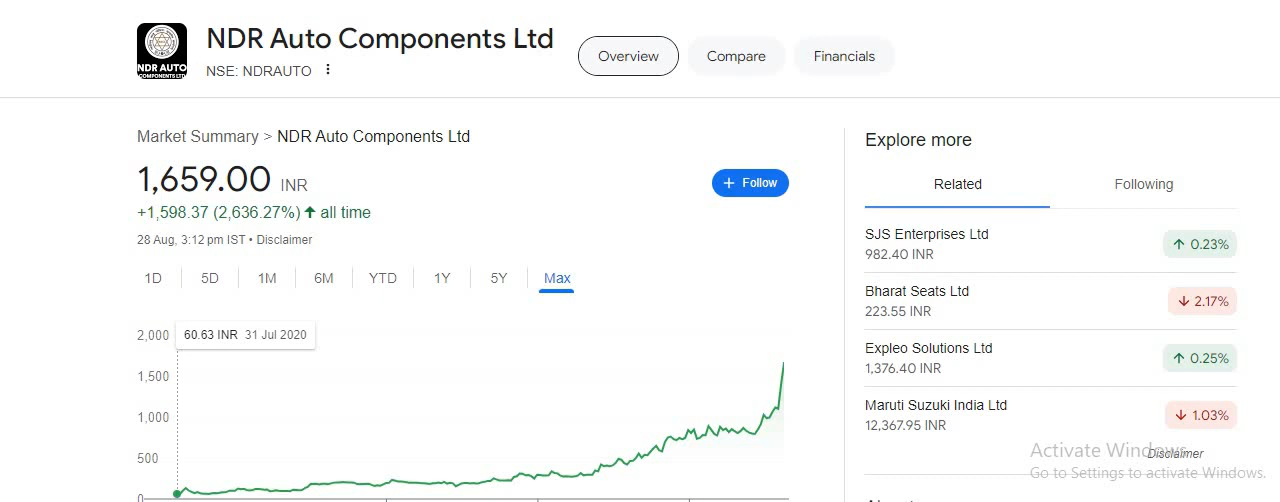 NDR AUTO
COMPONENTS LTD
NDR Auto Components Ltd
NSE: NDRAUTO
Overview
Compare
Financials
Market Summary > NDR Auto Components Ltd
1,659.00 INR
+ Follow
+1,598.37 (2,636.27%) ↑ all time
28 Aug, 3:12 pm IST • Disclaimer
1D
5D
1M
6M
YTD
1Y
5Y
Max
60.63 INR 31 Jul 2020
2,000
1,500
1,000
500
0
Explore more
Related
Following
SJS Enterprises Ltd
982.40 INR
↑ 0.23%
Bharat Seats Ltd
223.55 INR
↓ 2.17%
Expleo Solutions Ltd
1,376.40 INR
↑ 0.25%
Maruti Suzuki India Ltd
12,367.95 INR
↓ 1.03%
Activate Windows
Disclaimer
Go to Settings to activate Windows.